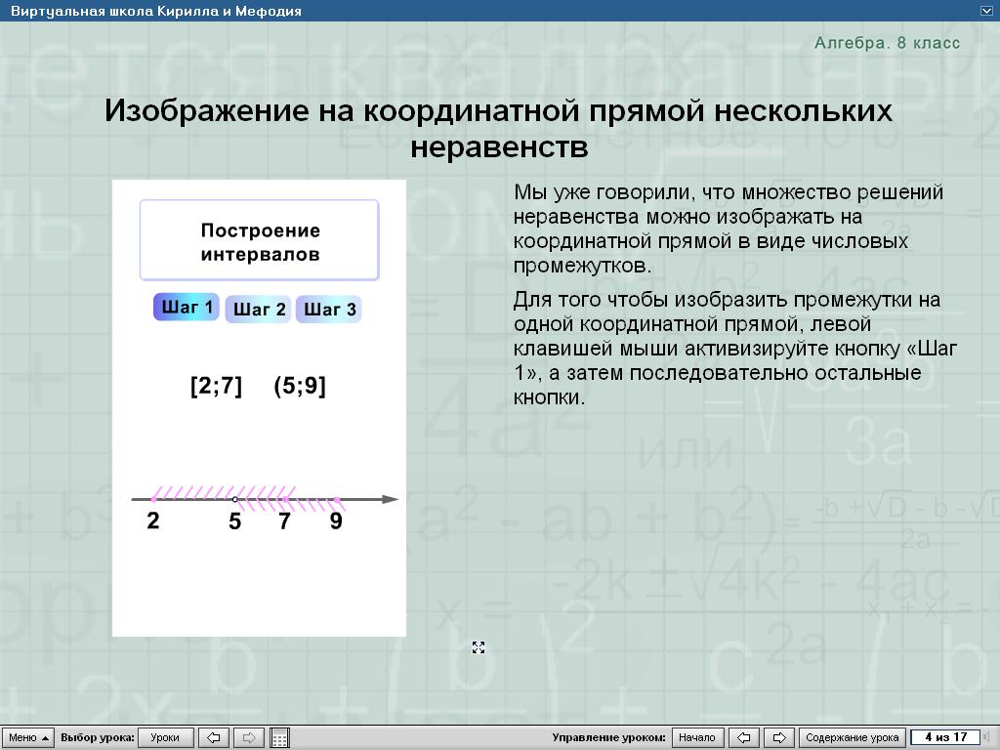 Виртуальная школа Кирилла и Мефодия
Алгебра. 8 класс
Изображение на координатной прямой нескольких
неравенств
Построение
интервалов
Шаг 1 Шаг 2 Шаг 3
[2;7] (5;9]
2 5 7 9
Мы уже говорили, что множество решений
неравенства можно изображать на
координатной прямой в виде числовых
промежутков.
Для того чтобы изобразить промежутки на
одной координатной прямой, левой
клавишей мыши активизируйте кнопку «Шаг
1», а затем последовательно остальные
кнопки.
Меню Выбор урока: Уроки Управление уроком: Начало Содержание урока 4 из 17